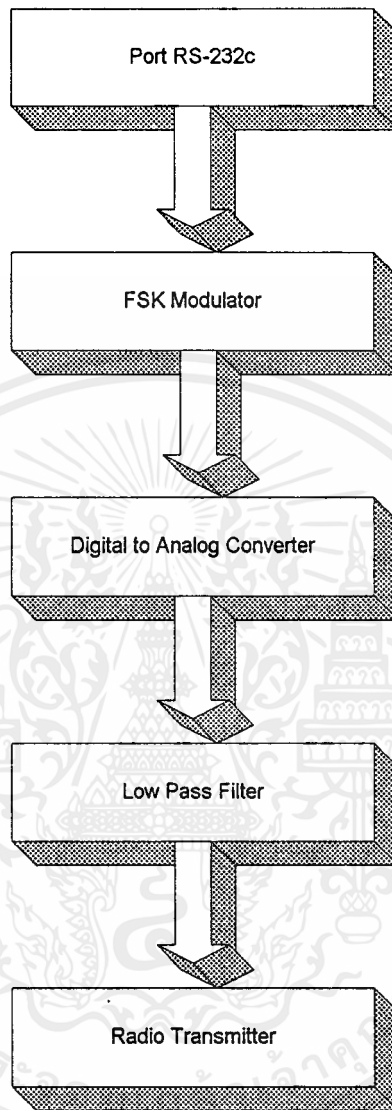 Port RS-232c
FSK Modulator
Digital to Analog Converter
Low Pass Filter
Radio Transmitter